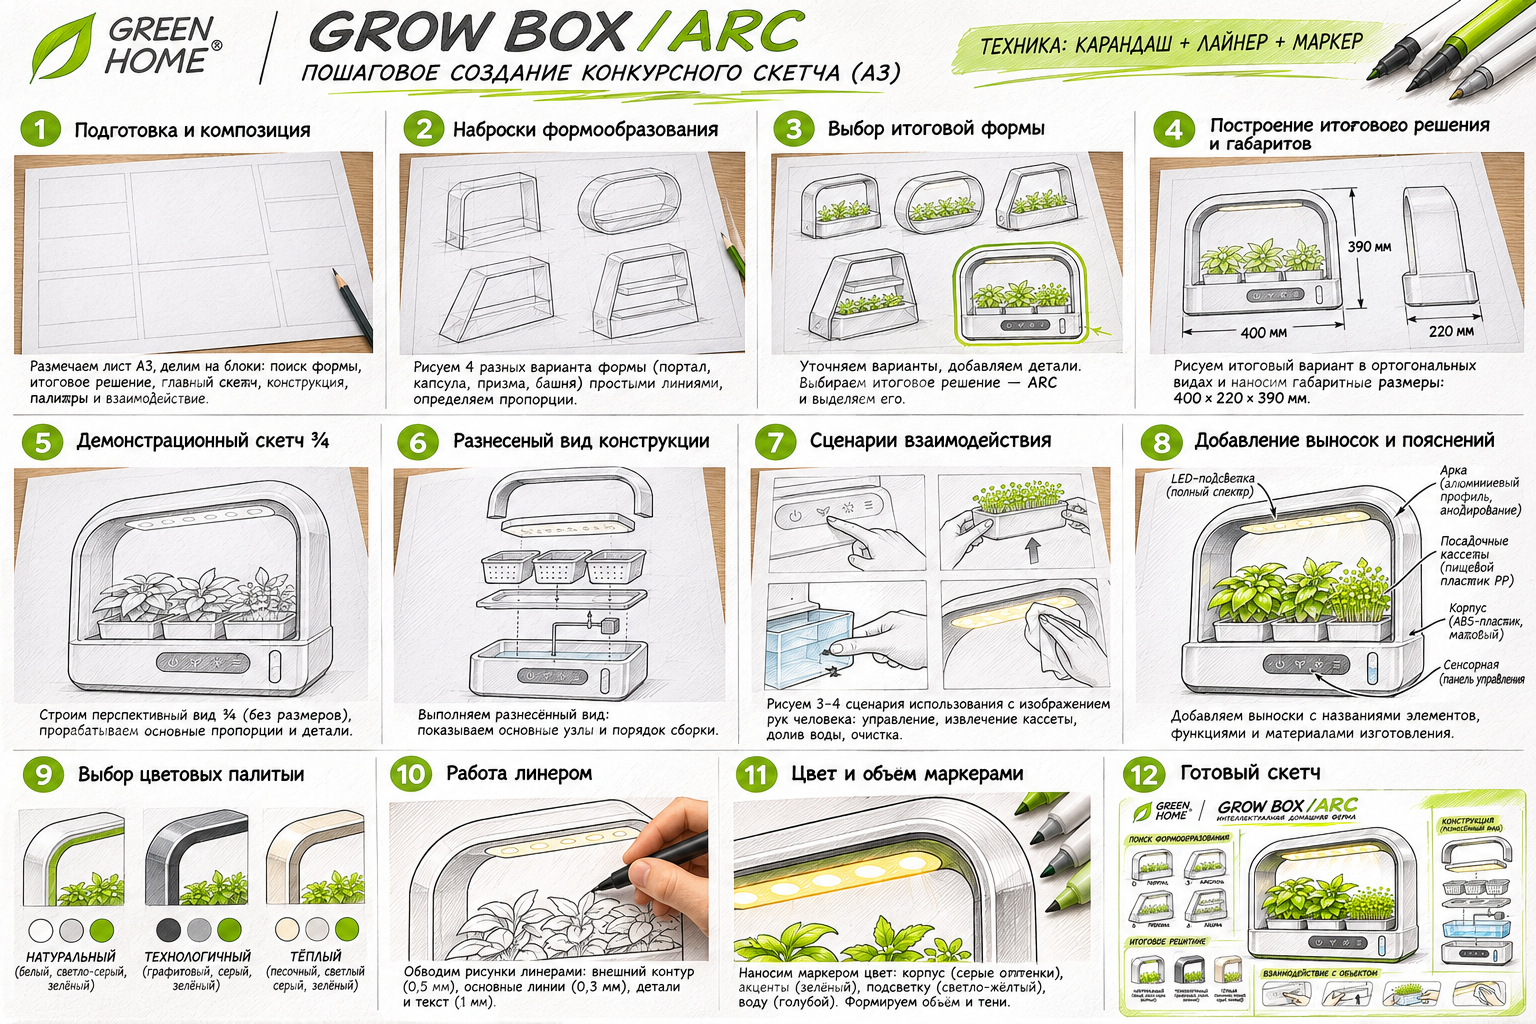 GREEN
HOME®
GROW BOX / ARC
ПОШАГОВОЕ СОЗДАНИЕ КОНКУРСНОГО СКЕТЧА (А3)
ТЕХНИКА: КАРАНДАШ + ЛАЙНЕР + МАРКЕР
1 Подготовка и композиция
Размечаем лист А3, делим на блоки: поиск формы,
итоговое решение, главный скетч, конструкция,
палитры и взаимодействие.
2 Наброски формообразования
Рисуем 4 разных варианта формы (портал,
капсула, призма, башня) простыми линиями,
определяем пропорции.
3 Выбор итоговой формы
Уточняем варианты, добавляем детали.
Выбираем итоговое решение — ARC
и выделяем его.
4 Построение итогового решения
и габаритов
390 мм
400 мм
220 мм
Рисуем итоговый вариант в ортогональных
видах и наносим габаритные размеры:
400 × 220 × 390 мм.
5 Демонстрационный скетч ¾
Строим перспективный вид ¾ (без размеров),
прорабатываем основные пропорции и детали.
6 Разнесеный вид конструкции
Выполняем разнесённый вид:
показываем основные узлы и порядок сборки.
7 Сценарии взаимодействия
Рисуем 3-4 сценария использования с изображением
рук человека: управление, извлечение кассеты,
долив воды, очистка.
8 Добавление выносок и пояснений
LED-подсветка
(полный спектр)
Арка
(алюминиевый
профиль,
анодирование)
Посадочные
кассеты
(пищевой
пластик PP)
Корпус
(ABS-пластик,
матовый)
Сенсорная
(панель управления
Добавляем выноски с названиями элементов,
функциями и материалами изготовления.
9 Выбор цветовых палитыи
НАТУРАЛЬНЫЙ
(белый, светло-серый,
зелёный)
ТЕХНОЛОГИЧНЫЙ
(графитовый, серый,
зелёный)
ТЁПЛЫЙ
(песочный, светлый
серый, зелёный)
10 Работа линером
Обводим рисунки линерами: внешний контур
(0,5 мм), основные линии (0,3 мм), детали
и текст (1 мм).
11 Цвет и объём маркерами
Наносим маркером цвет: корпус (серые оптенки),
акценты (зелёный), подсветку (светло-жёлтый),
воду (голубой). Формируем объём и тени.
12 Готовый скетч
GREEN
HOME®
GROW BOX / ARC
ИНТЕЛЛЕКТУАЛНАЯ ДОМАШНАЯ ФЕРМА
ПОИСК ФОРМООБРАЗОВАНИЯ
КОНСТРУКЦИЯ
ИТОГОВОЕ РЕШІТНИЕ
ВЗАИМОДЕЙСТВИЕ С ОБЪЕКТОМ